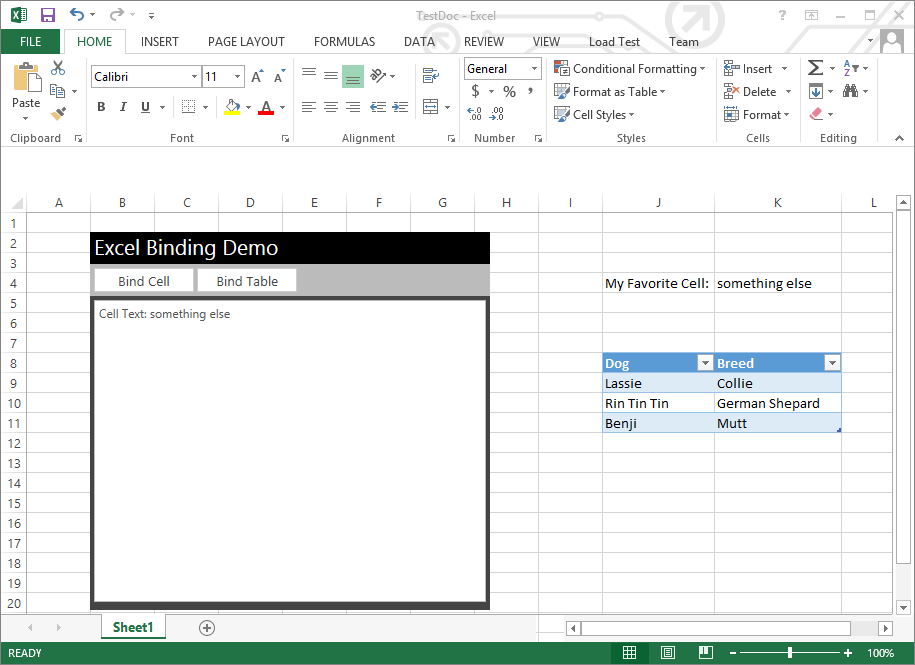 TestDoc - Excel
FILE HOME INSERT PAGE LAYOUT FORMULAS DATA REVIEW VIEW Load Test Team
Calibri 11 General Conditional Formatting Insert
Paste B I U A $ % , Format as Table Delete
Cell Styles Format
Clipboard Font Alignment Number Styles Cells Editing
A B C D E F G H I J K L
1
2 Excel Binding Demo
3
4 Bind Cell Bind Table My Favorite Cell: something else
5 Cell Text: something else
6
7
8 Dog Breed
9 Lassie Collie
10 Rin Tin Tin German Shepard
11 Benji Mutt
12
13
14
15
16
17
18
19
20
Sheet1
READY 100%